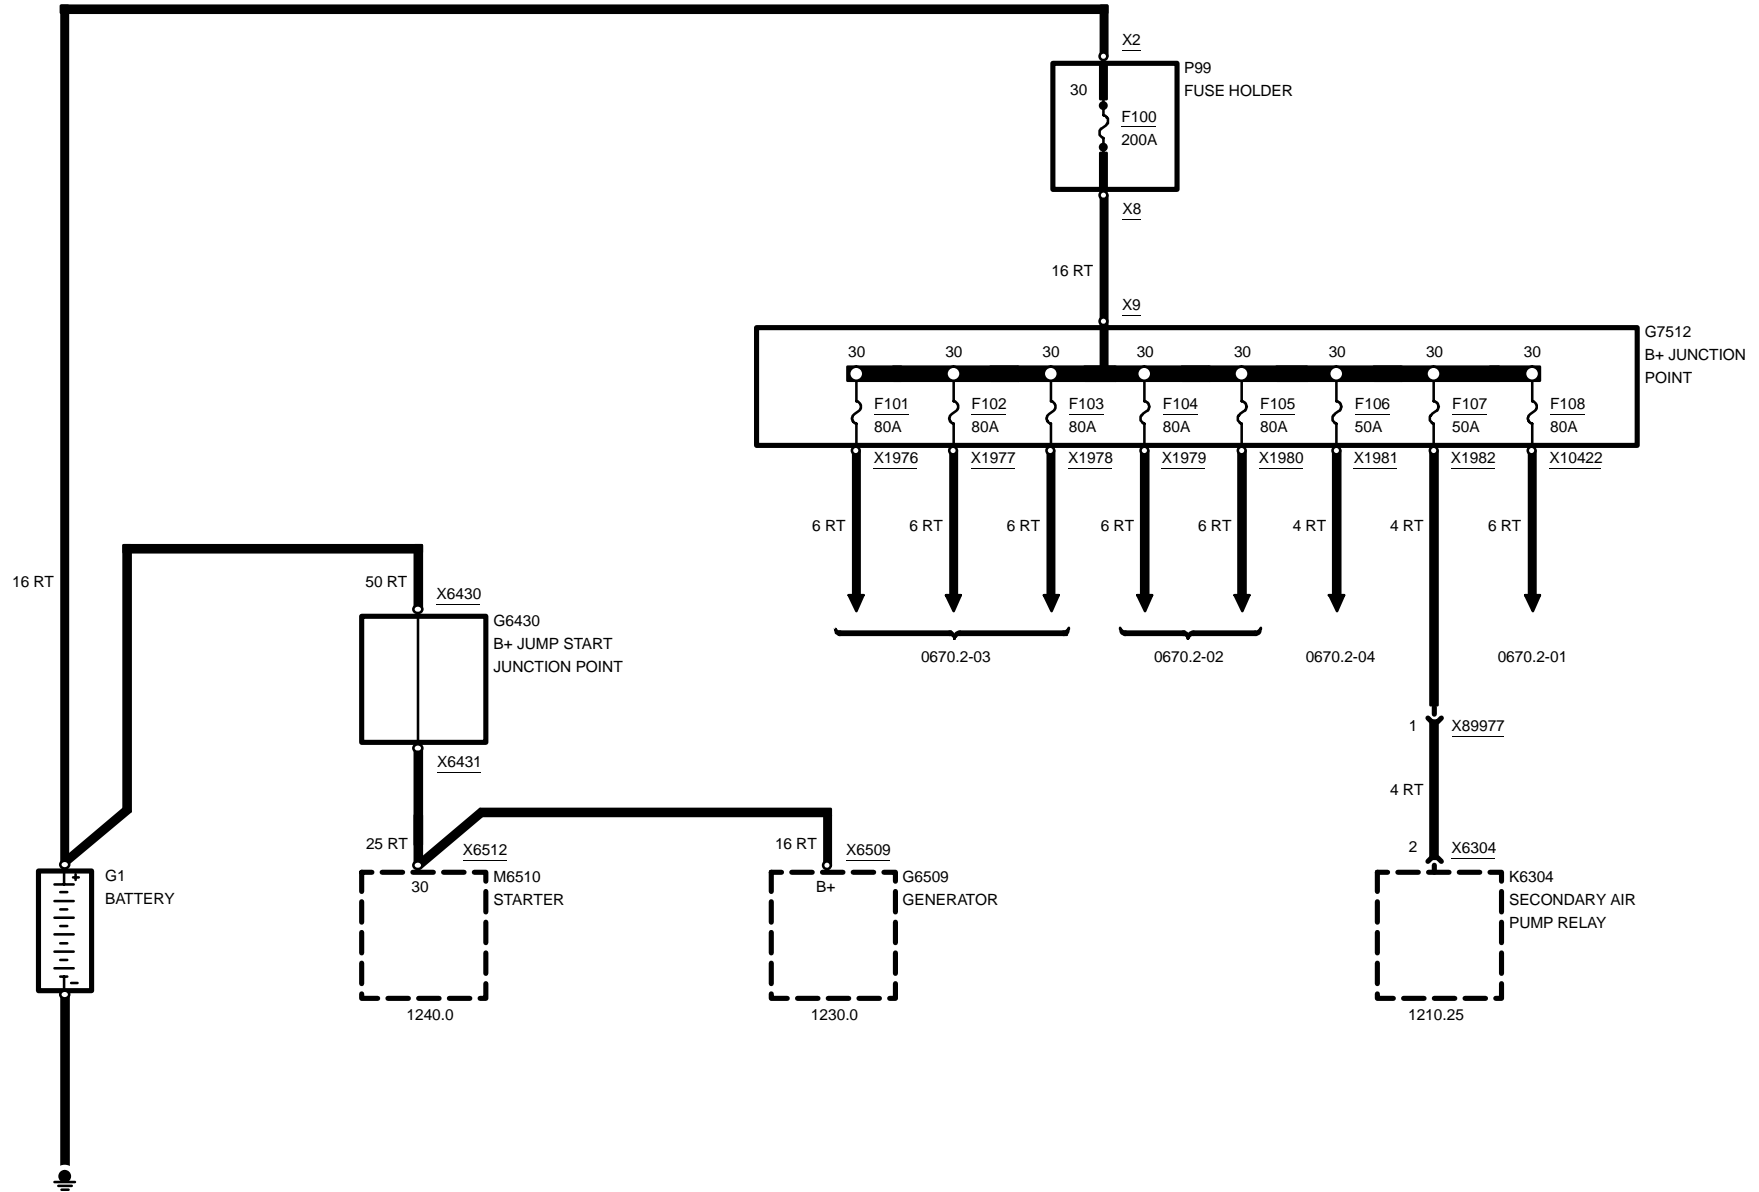 X2
P99
FUSE HOLDER
30
F100
200A
X8
16 RT
X9
G7512
B+ JUNCTION
POINT
30 30 30 30 30 30 30 30
F101 F102 F103 F104 F105 F106 F107 F108
80A 80A 80A 80A 80A 50A 50A 80A
X1976 X1977 X1978 X1979 X1980 X1981 X1982 X10422
6 RT 6 RT 6 RT 6 RT 6 RT 4 RT 4 RT 6 RT
0670.2-03 0670.2-02 0670.2-04 0670.2-01
16 RT
50 RT
X6430
G6430
B+ JUMP START
JUNCTION POINT
X6431
1
X89977
4 RT
25 RT
X6512
16 RT
X6509
2
X6304
G1
BATTERY
+
-
30
M6510
STARTER
1240.0
B+
G6509
GENERATOR
1230.0
K6304
SECONDARY AIR
PUMP RELAY
1210.25